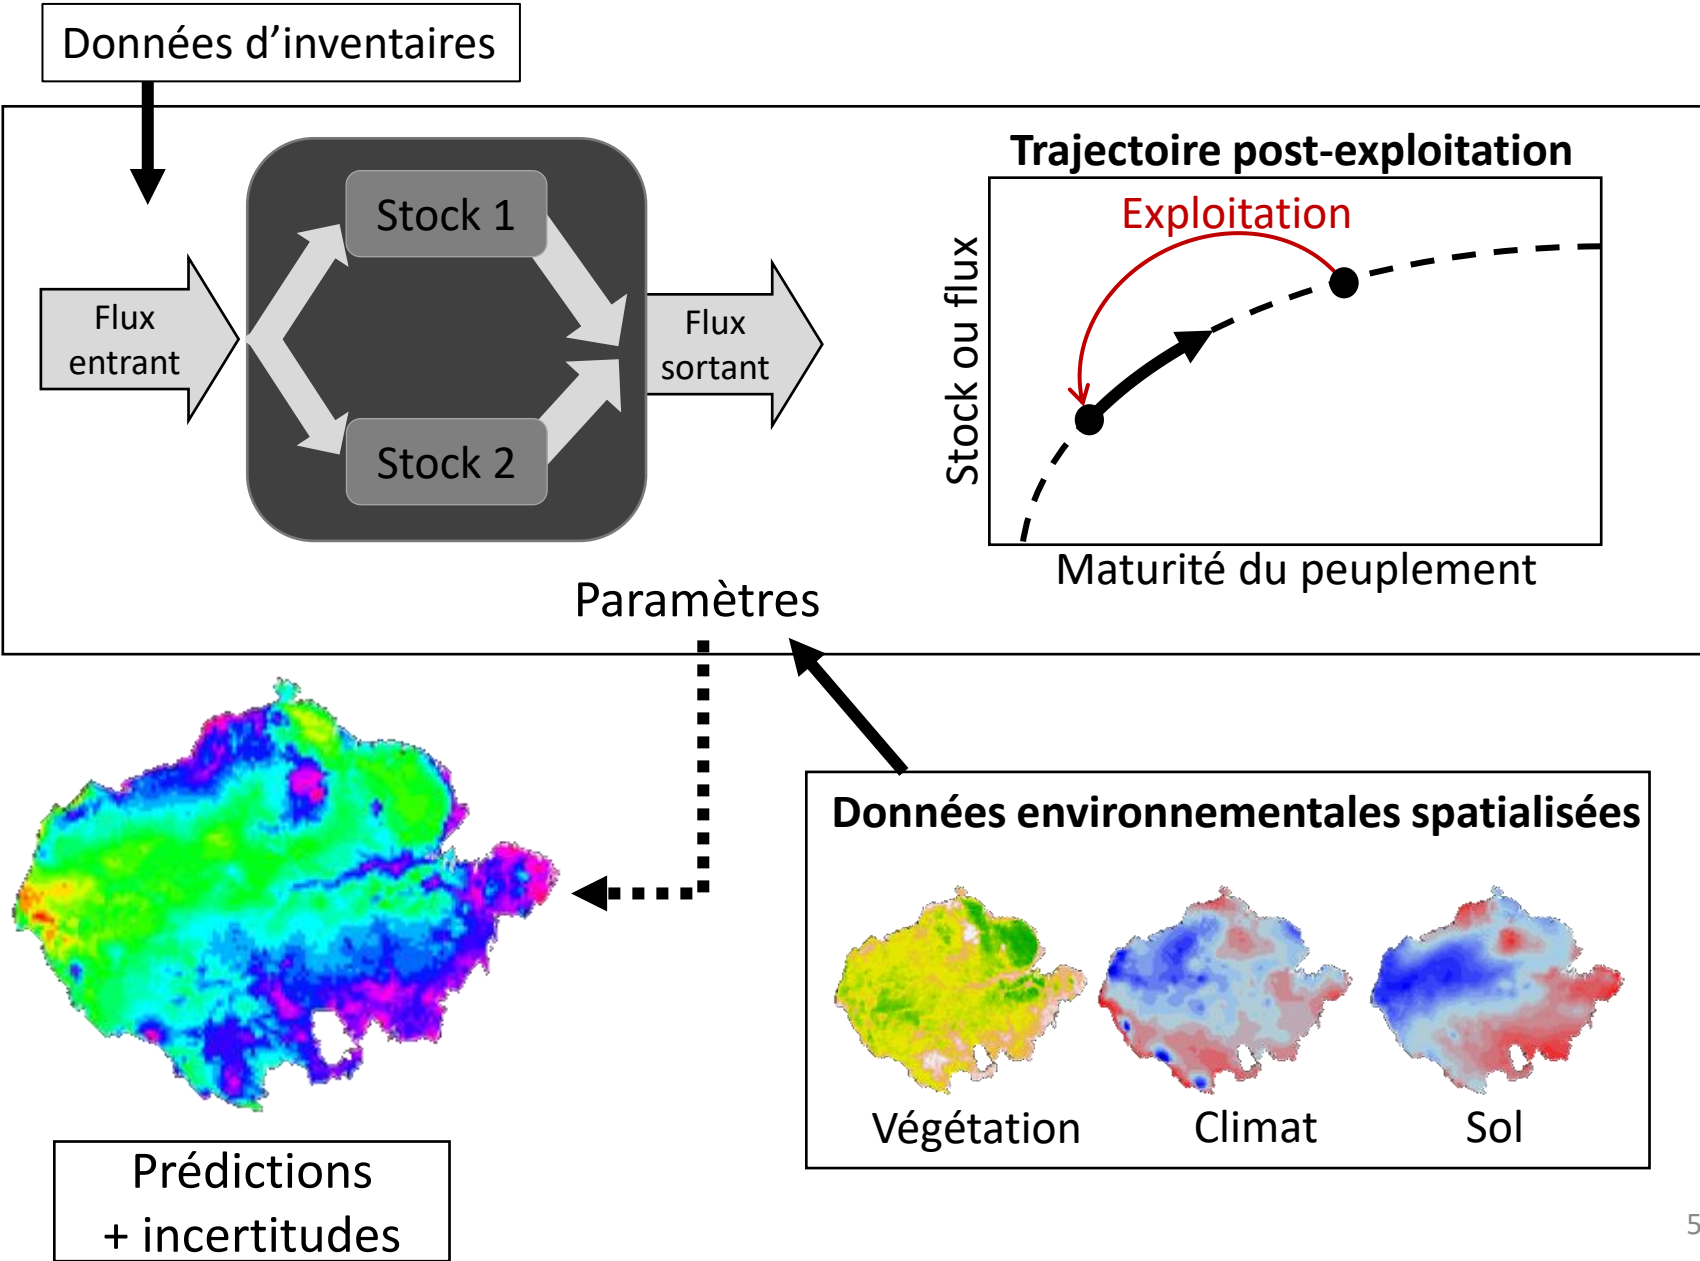 Données d'inventaires
Stock 1
Flux
entrant
Flux
sortant
Stock 2
Trajectoire post-exploitation
Exploitation
Stock ou flux
Maturité du peuplement
Paramètres
Données environnementales spatialisées
Végétation
Climat
Sol
Prédictions
+ incertitudes
5